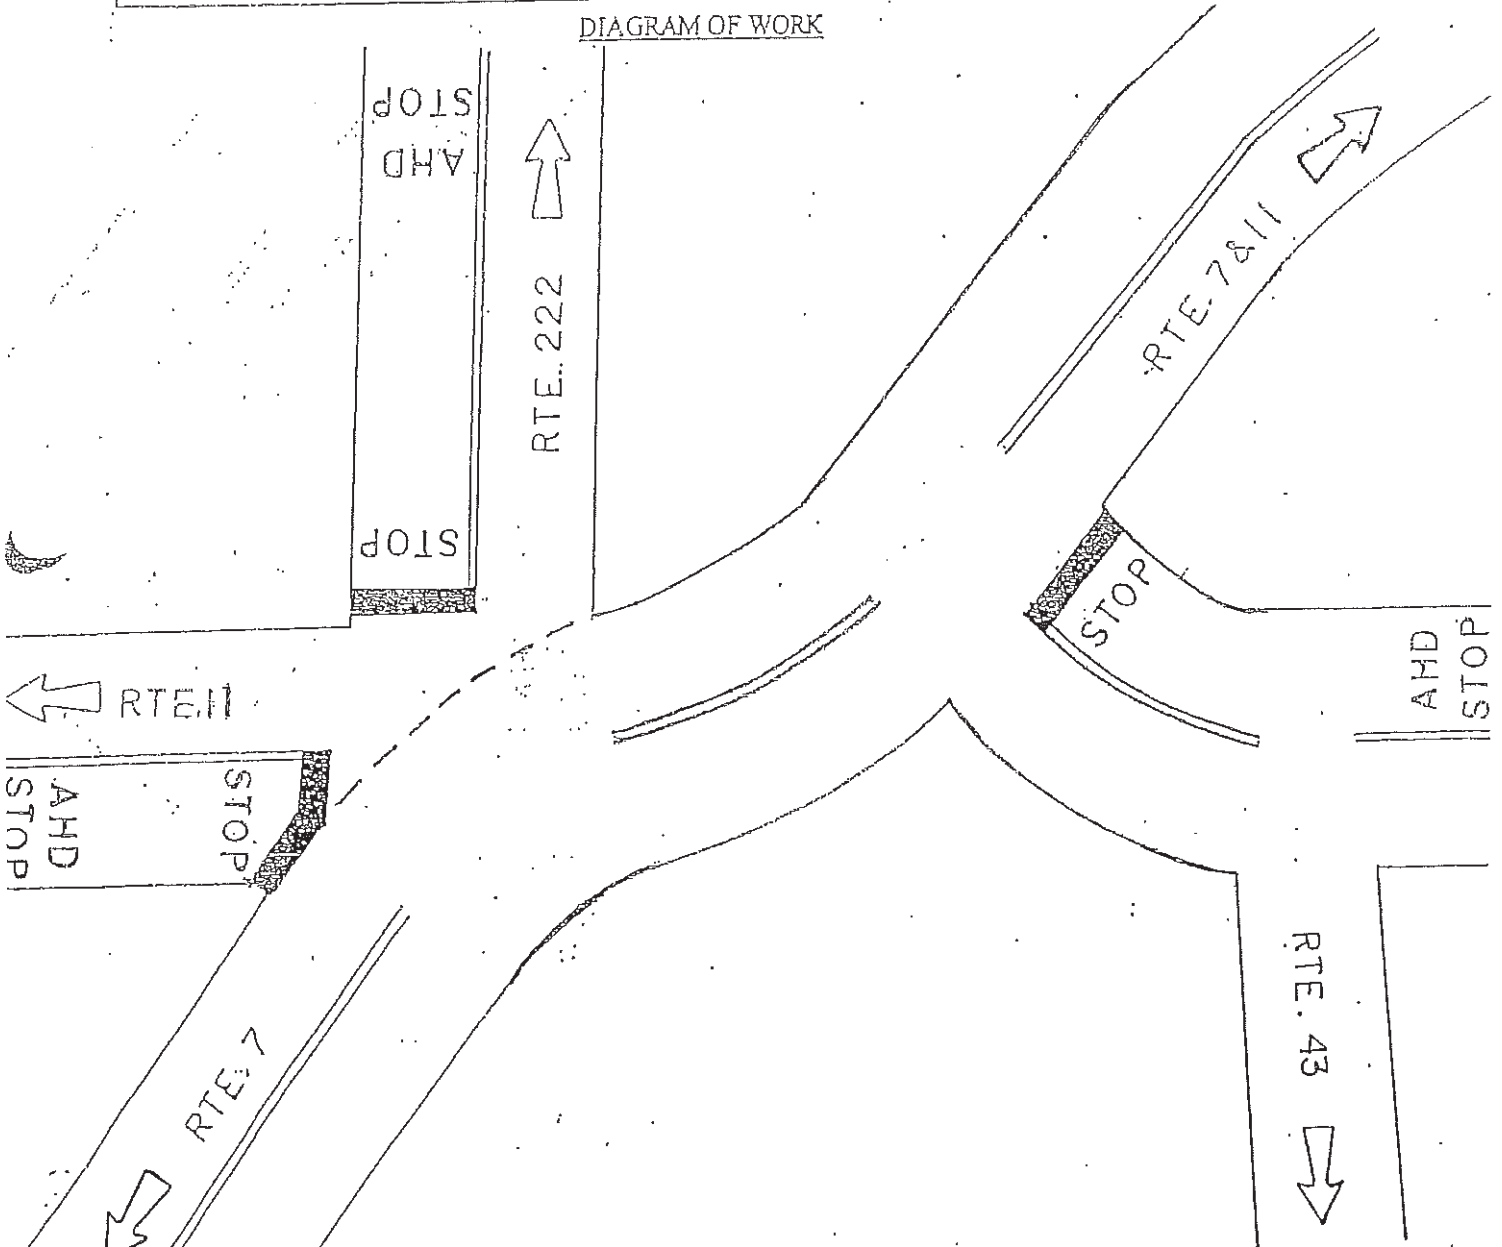 DIAGRAM OF WORK
STOP
AHD
RTE. 222
STOP
RTE. 7&11
STOP
AHD
STOP
RTE.11
STOP
AHD
STOP
RTE. 7
RTE. 43